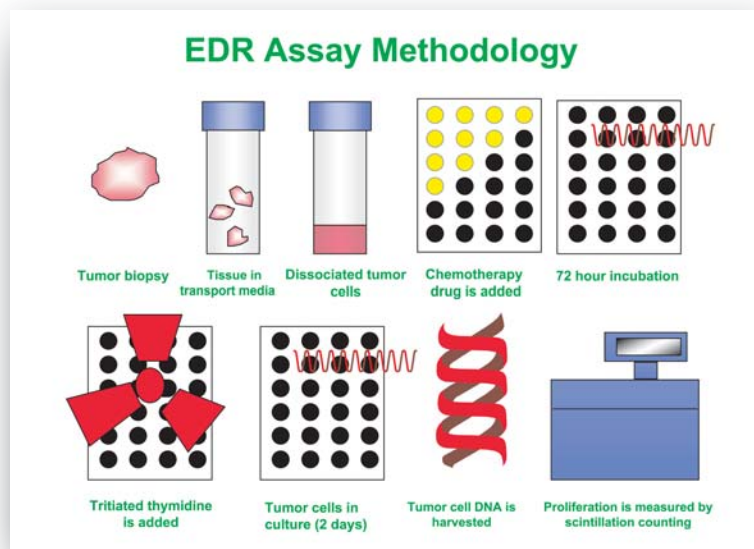 EDR Assay Methodology
Tumor biopsy
Tissue in
transport media
Dissociated tumor
cells
Chemotherapy
drug is added
72 hour incubation
Tritiated thymidine
is added
Tumor cells in
culture (2 days)
Tumor cell DNA is
harvested
Proliferation is measured by
scintillation counting